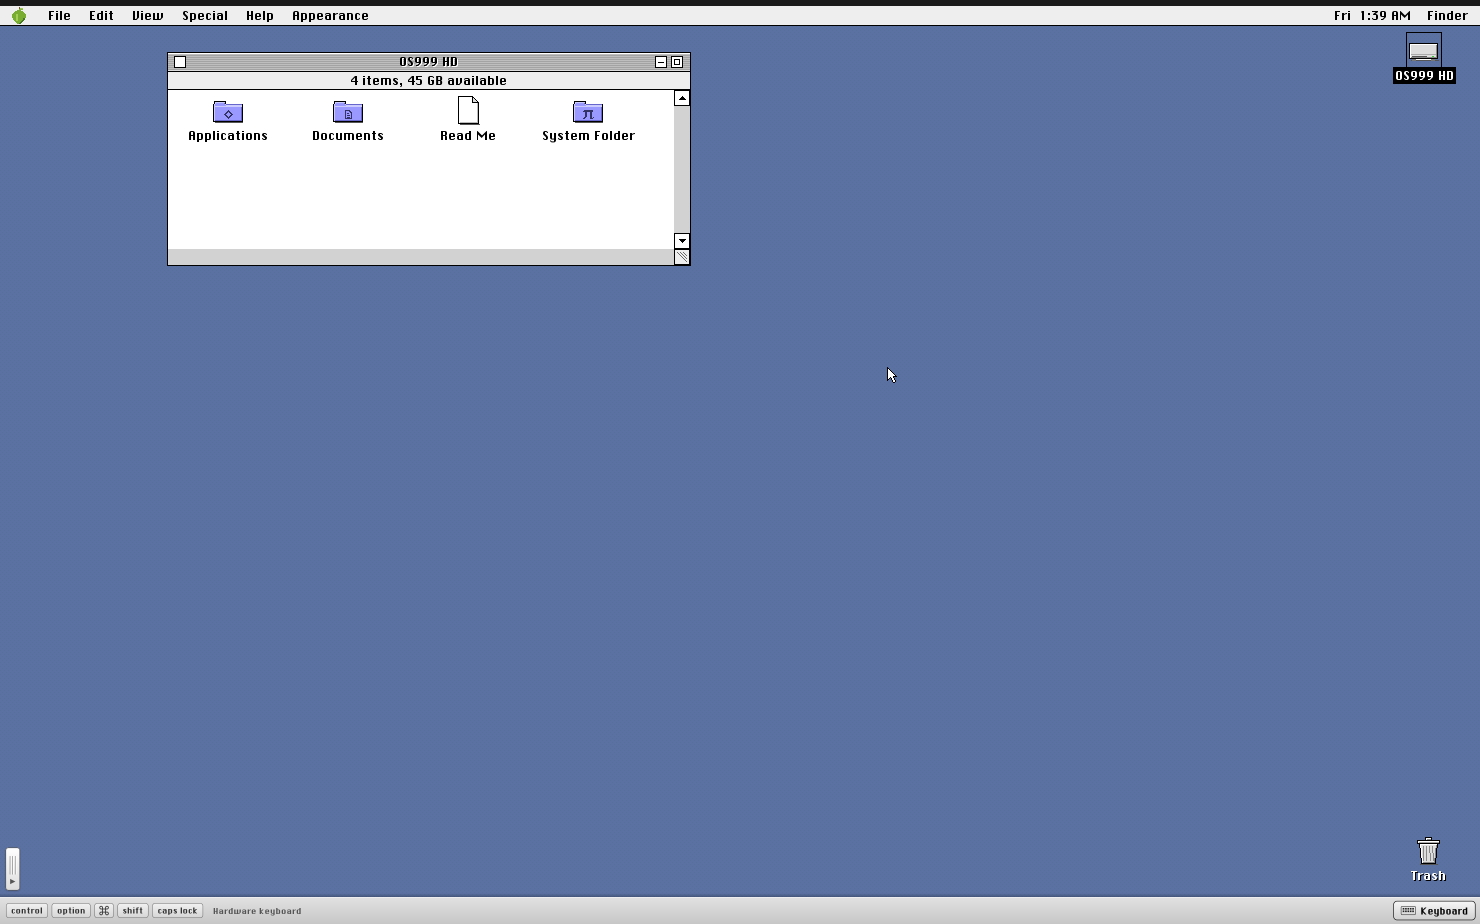 File Edit View Special Help Appearance Fri 1:39 AM Finder
OS999 HD
4 items, 45 GB available
Applications Documents Read Me System Folder
OS999 HD
Trash
control option ⌘ shift caps lock Hardware keyboard Keyboard